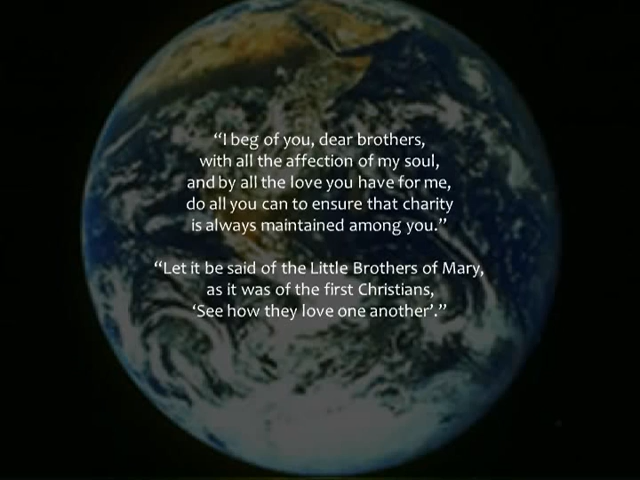 “I beg of you, dear brothers,
with all the affection of my soul,
and by all the love you have for me,
do all you can to ensure that charity
is always maintained among you.”
“Let it be said of the Little Brothers of Mary,
as it was of the first Christians,
‘See how they love one another’.”